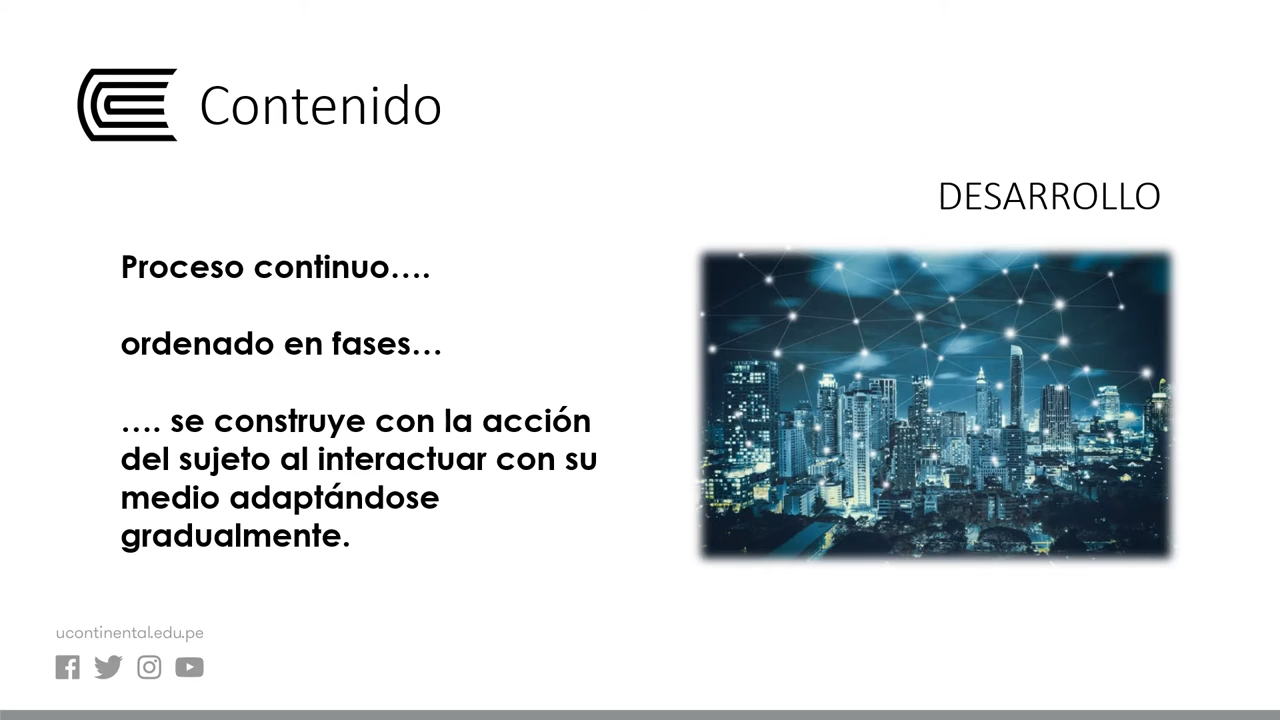 Contenido
DESARROLLO
Proceso continuo….
ordenado en fases…
…. se construye con la acción
del sujeto al interactuar con su
medio adaptándose
gradualmente.
ucontinental.edu.pe